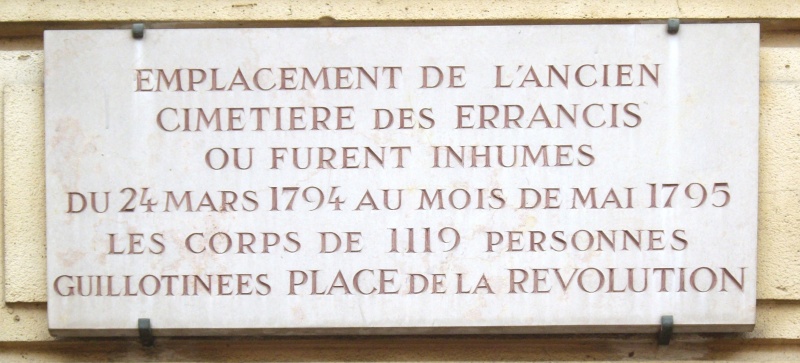 EMPLACEMENT DE L'ANCIEN
CIMETIERE DES ERRANCIS
OU FURENT INHUMES
DU 24 MARS 1794 AU MOIS DE MAI 1795
LES CORPS DE 1119 PERSONNES
GUILLOTINEES PLACE DE LA REVOLUTION